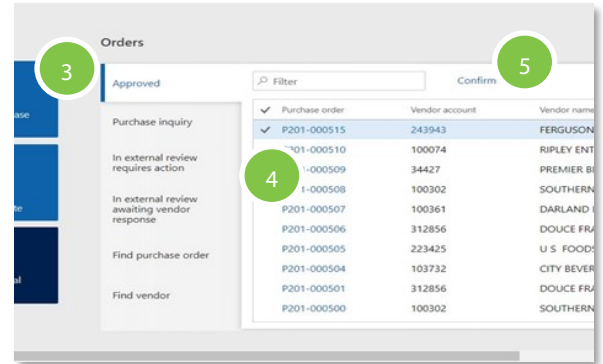 Orders
3
5
Approved
Filter
Confirm
ase
Purchase inquiry
Purchase order Vendor account Vendor name
P201-000515 243943 FERGUSON
-000510 100074 RIPLEY ENT
In external review
requires action
4
-000509 34427 PREMIER B
-000508 100302 SOUTHERN
te
In external review
awaiting vendor
response
P201-000507 100361 DARLAND
P201-000506 312856 DOUCE FRA
Find purchase order
P201-000505 223425 U S FOODS
P201-000504 103732 CITY BEVER
al
Find vendor
P201-000501 312856 DOUCE FRA
P201-000500 100302 SOUTHERN